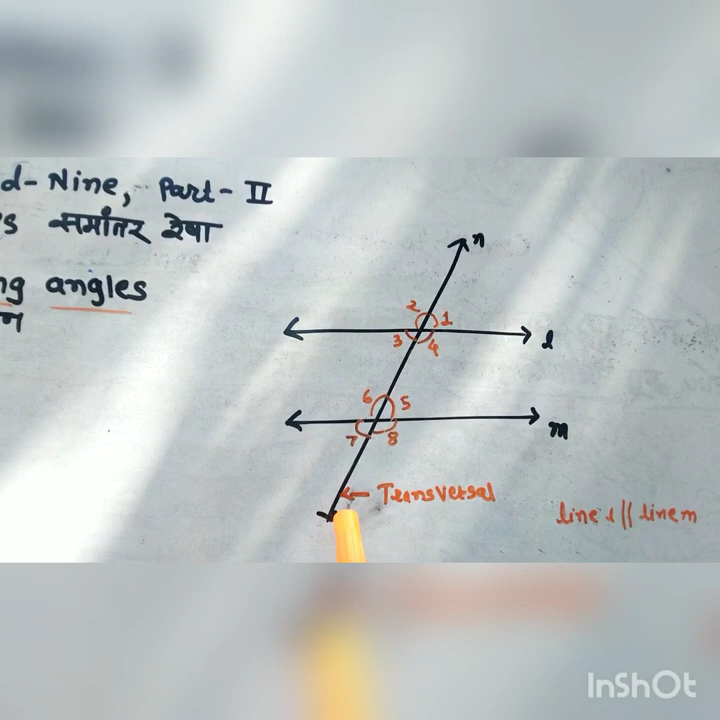 d- Nine, Part - II
's समांतर रेषा
ng angles
न
n
2 1
3 4
l
6 5
7 8
m
← Transversal
line l // line m
InShOt